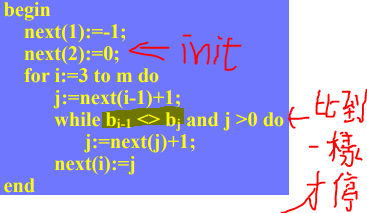 begin
next(1):=-1;
next(2):=0; ← init
for i:=3 to m do
j:=next(i-1)+1;
while bi-1 <> bj and j >0 do ← 比到一樣才停
j:=next(j)+1;
next(i):=j
end